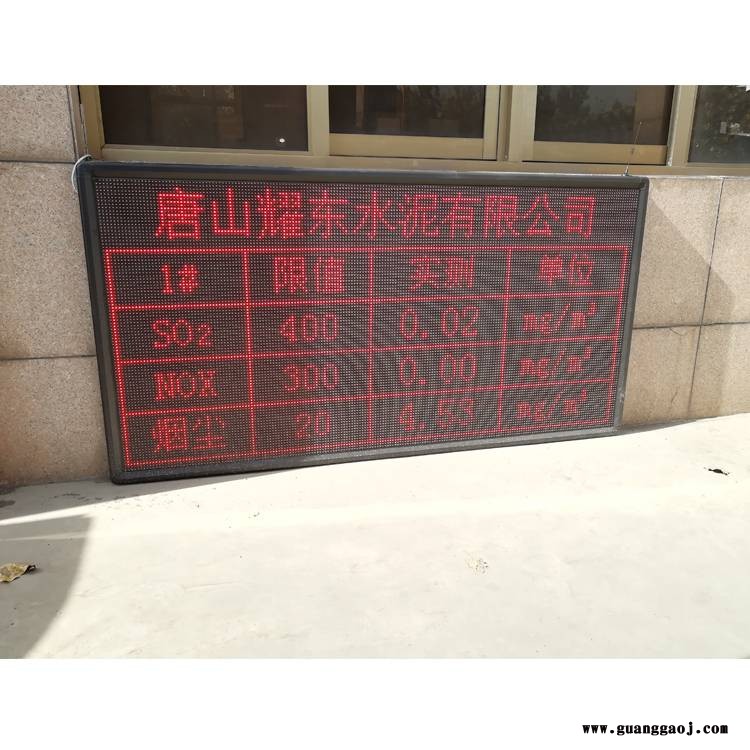 唐山耀东水泥有限公司
1# 限值 实测 单位
SO2 400 0.02 mg/m³
NOX 300 0.00 mg/m³
烟尘 20 4.53 mg/m³
www.guanggaoj.com